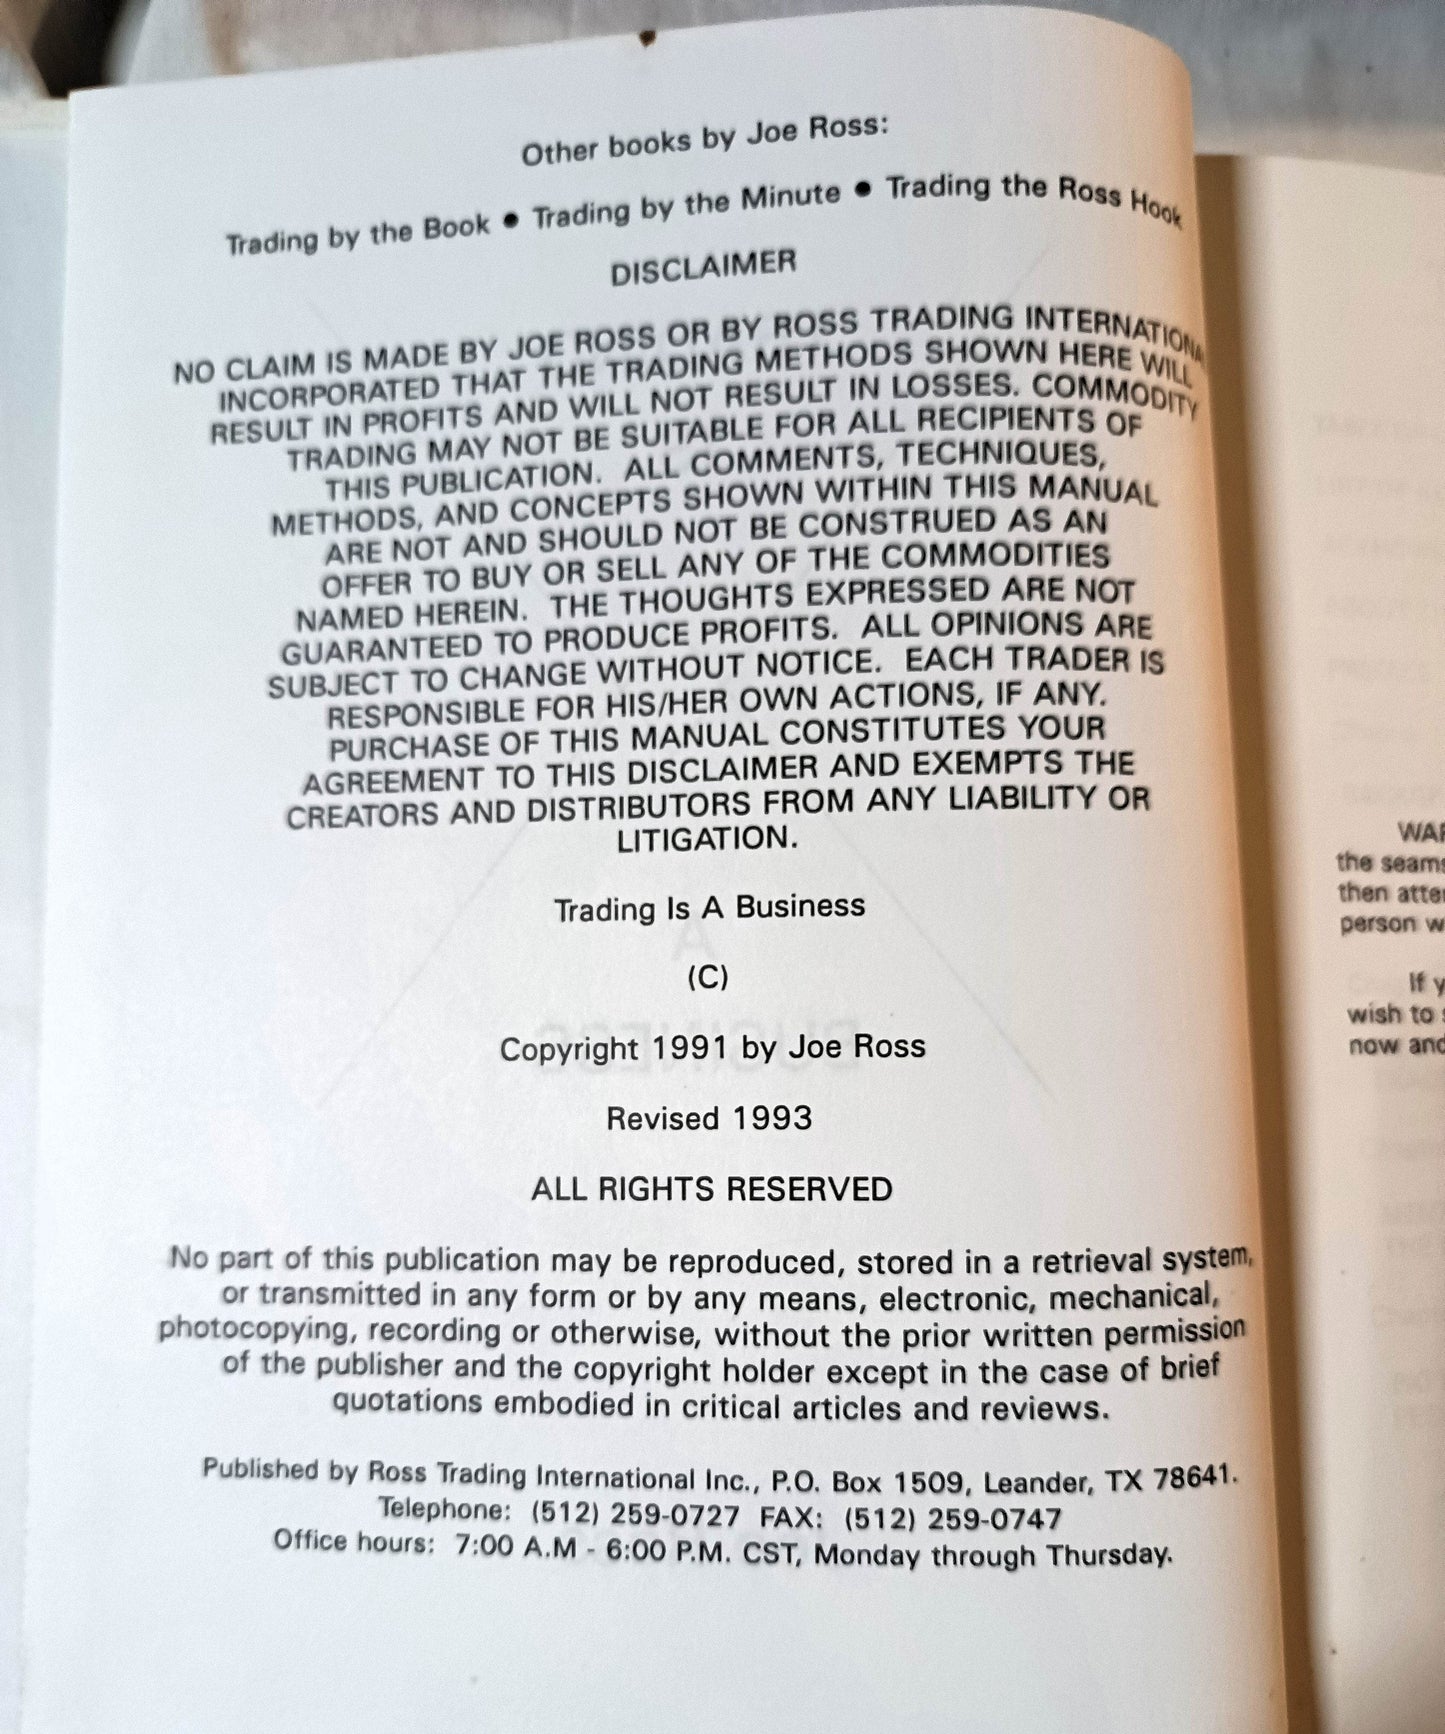 Other books by Joe Ross:
Trading by the Book ● Trading by the Minute ● Trading the Ross Hook
DISCLAIMER
NO CLAIM IS MADE BY JOE ROSS OR BY ROSS TRADING INTERNATIONAL
INCORPORATED THAT THE TRADING METHODS SHOWN HERE WILL
RESULT IN PROFITS AND WILL NOT RESULT IN LOSSES. COMMODITY
TRADING MAY NOT BE SUITABLE FOR ALL RECIPIENTS OF
THIS PUBLICATION. ALL COMMENTS, TECHNIQUES,
METHODS, AND CONCEPTS SHOWN WITHIN THIS MANUAL
ARE NOT AND SHOULD NOT BE CONSTRUED AS AN
OFFER TO BUY OR SELL ANY OF THE COMMODITIES
NAMED HEREIN. THE THOUGHTS EXPRESSED ARE NOT
GUARANTEED TO PRODUCE PROFITS. ALL OPINIONS ARE
SUBJECT TO CHANGE WITHOUT NOTICE. EACH TRADER IS
RESPONSIBLE FOR HIS/HER OWN ACTIONS, IF ANY.
PURCHASE OF THIS MANUAL CONSTITUTES YOUR
AGREEMENT TO THIS DISCLAIMER AND EXEMPTS THE
CREATORS AND DISTRIBUTORS FROM ANY LIABILITY OR
LITIGATION.
Trading Is A Business
(C)
Copyright 1991 by Joe Ross
Revised 1993
ALL RIGHTS RESERVED
No part of this publication may be reproduced, stored in a retrieval system,
or transmitted in any form or by any means, electronic, mechanical,
photocopying, recording or otherwise, without the prior written permission
of the publisher and the copyright holder except in the case of brief
quotations embodied in critical articles and reviews.
Published by Ross Trading International Inc., P.O. Box 1509, Leander, TX 78641.
Telephone: (512) 259-0727 FAX: (512) 259-0747
Office hours: 7:00 A.M - 6:00 P.M. CST, Monday through Thursday.
the
then
person
If
wish to
now